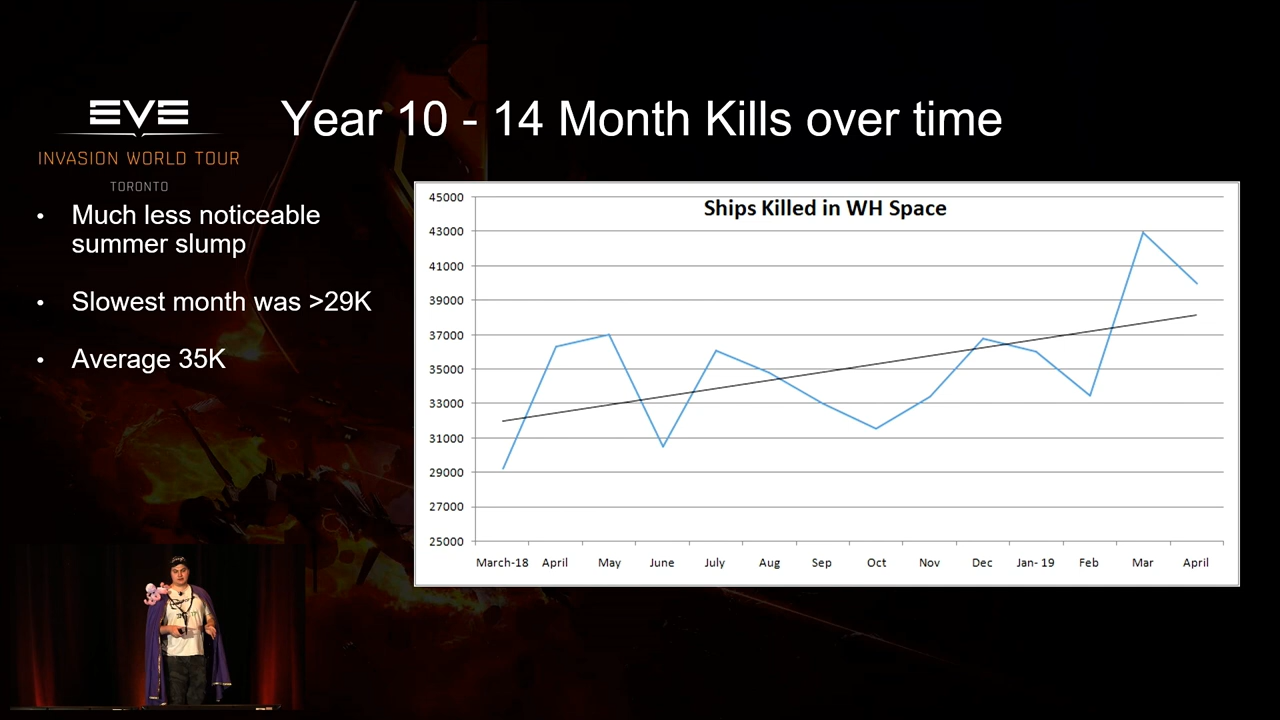 EVE
INVASION WORLD TOUR
TORONTO
Year 10 - 14 Month Kills over time
• Much less noticeable
summer slump
• Slowest month was >29K
• Average 35K
Ships Killed in WH Space
45000
43000
41000
39000
37000
35000
33000
31000
29000
27000
25000
March-18 April May June July Aug Sep Oct Nov Dec Jan- 19 Feb Mar April